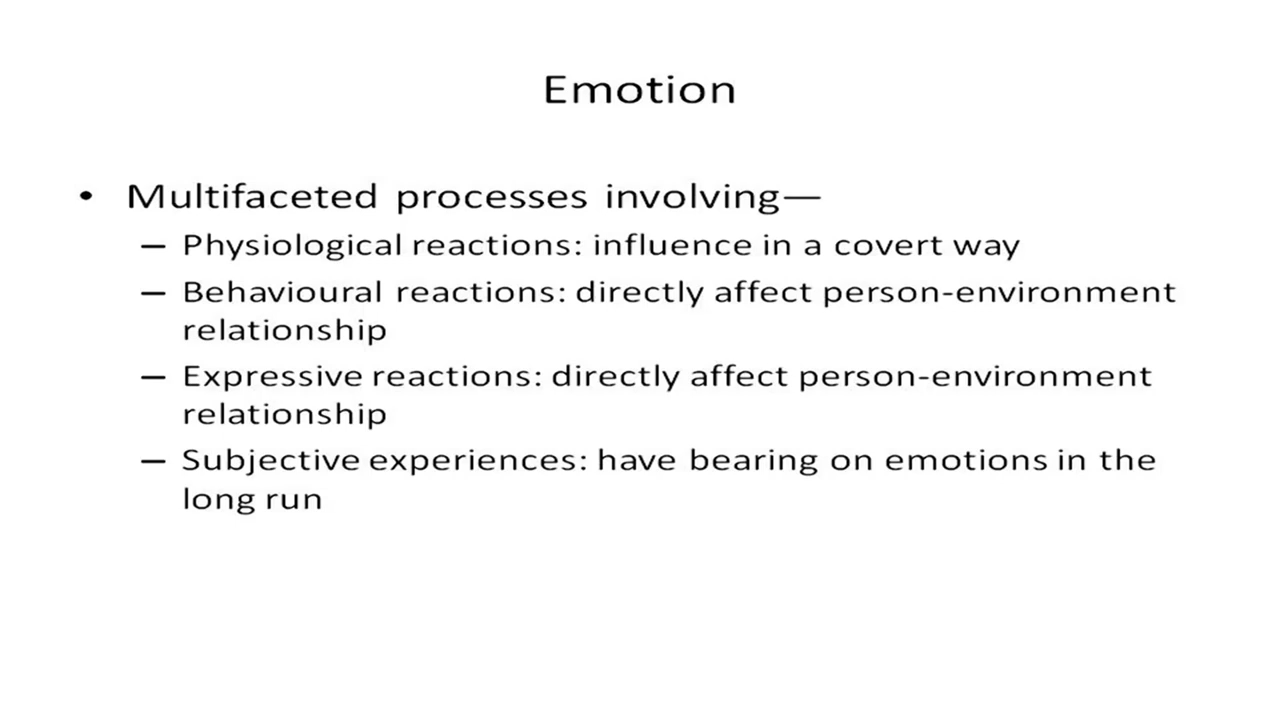 Emotion
• Multifaceted processes involving—
– Physiological reactions: influence in a covert way
– Behavioural reactions: directly affect person-environment
relationship
– Expressive reactions: directly affect person-environment
relationship
– Subjective experiences: have bearing on emotions in the
long run